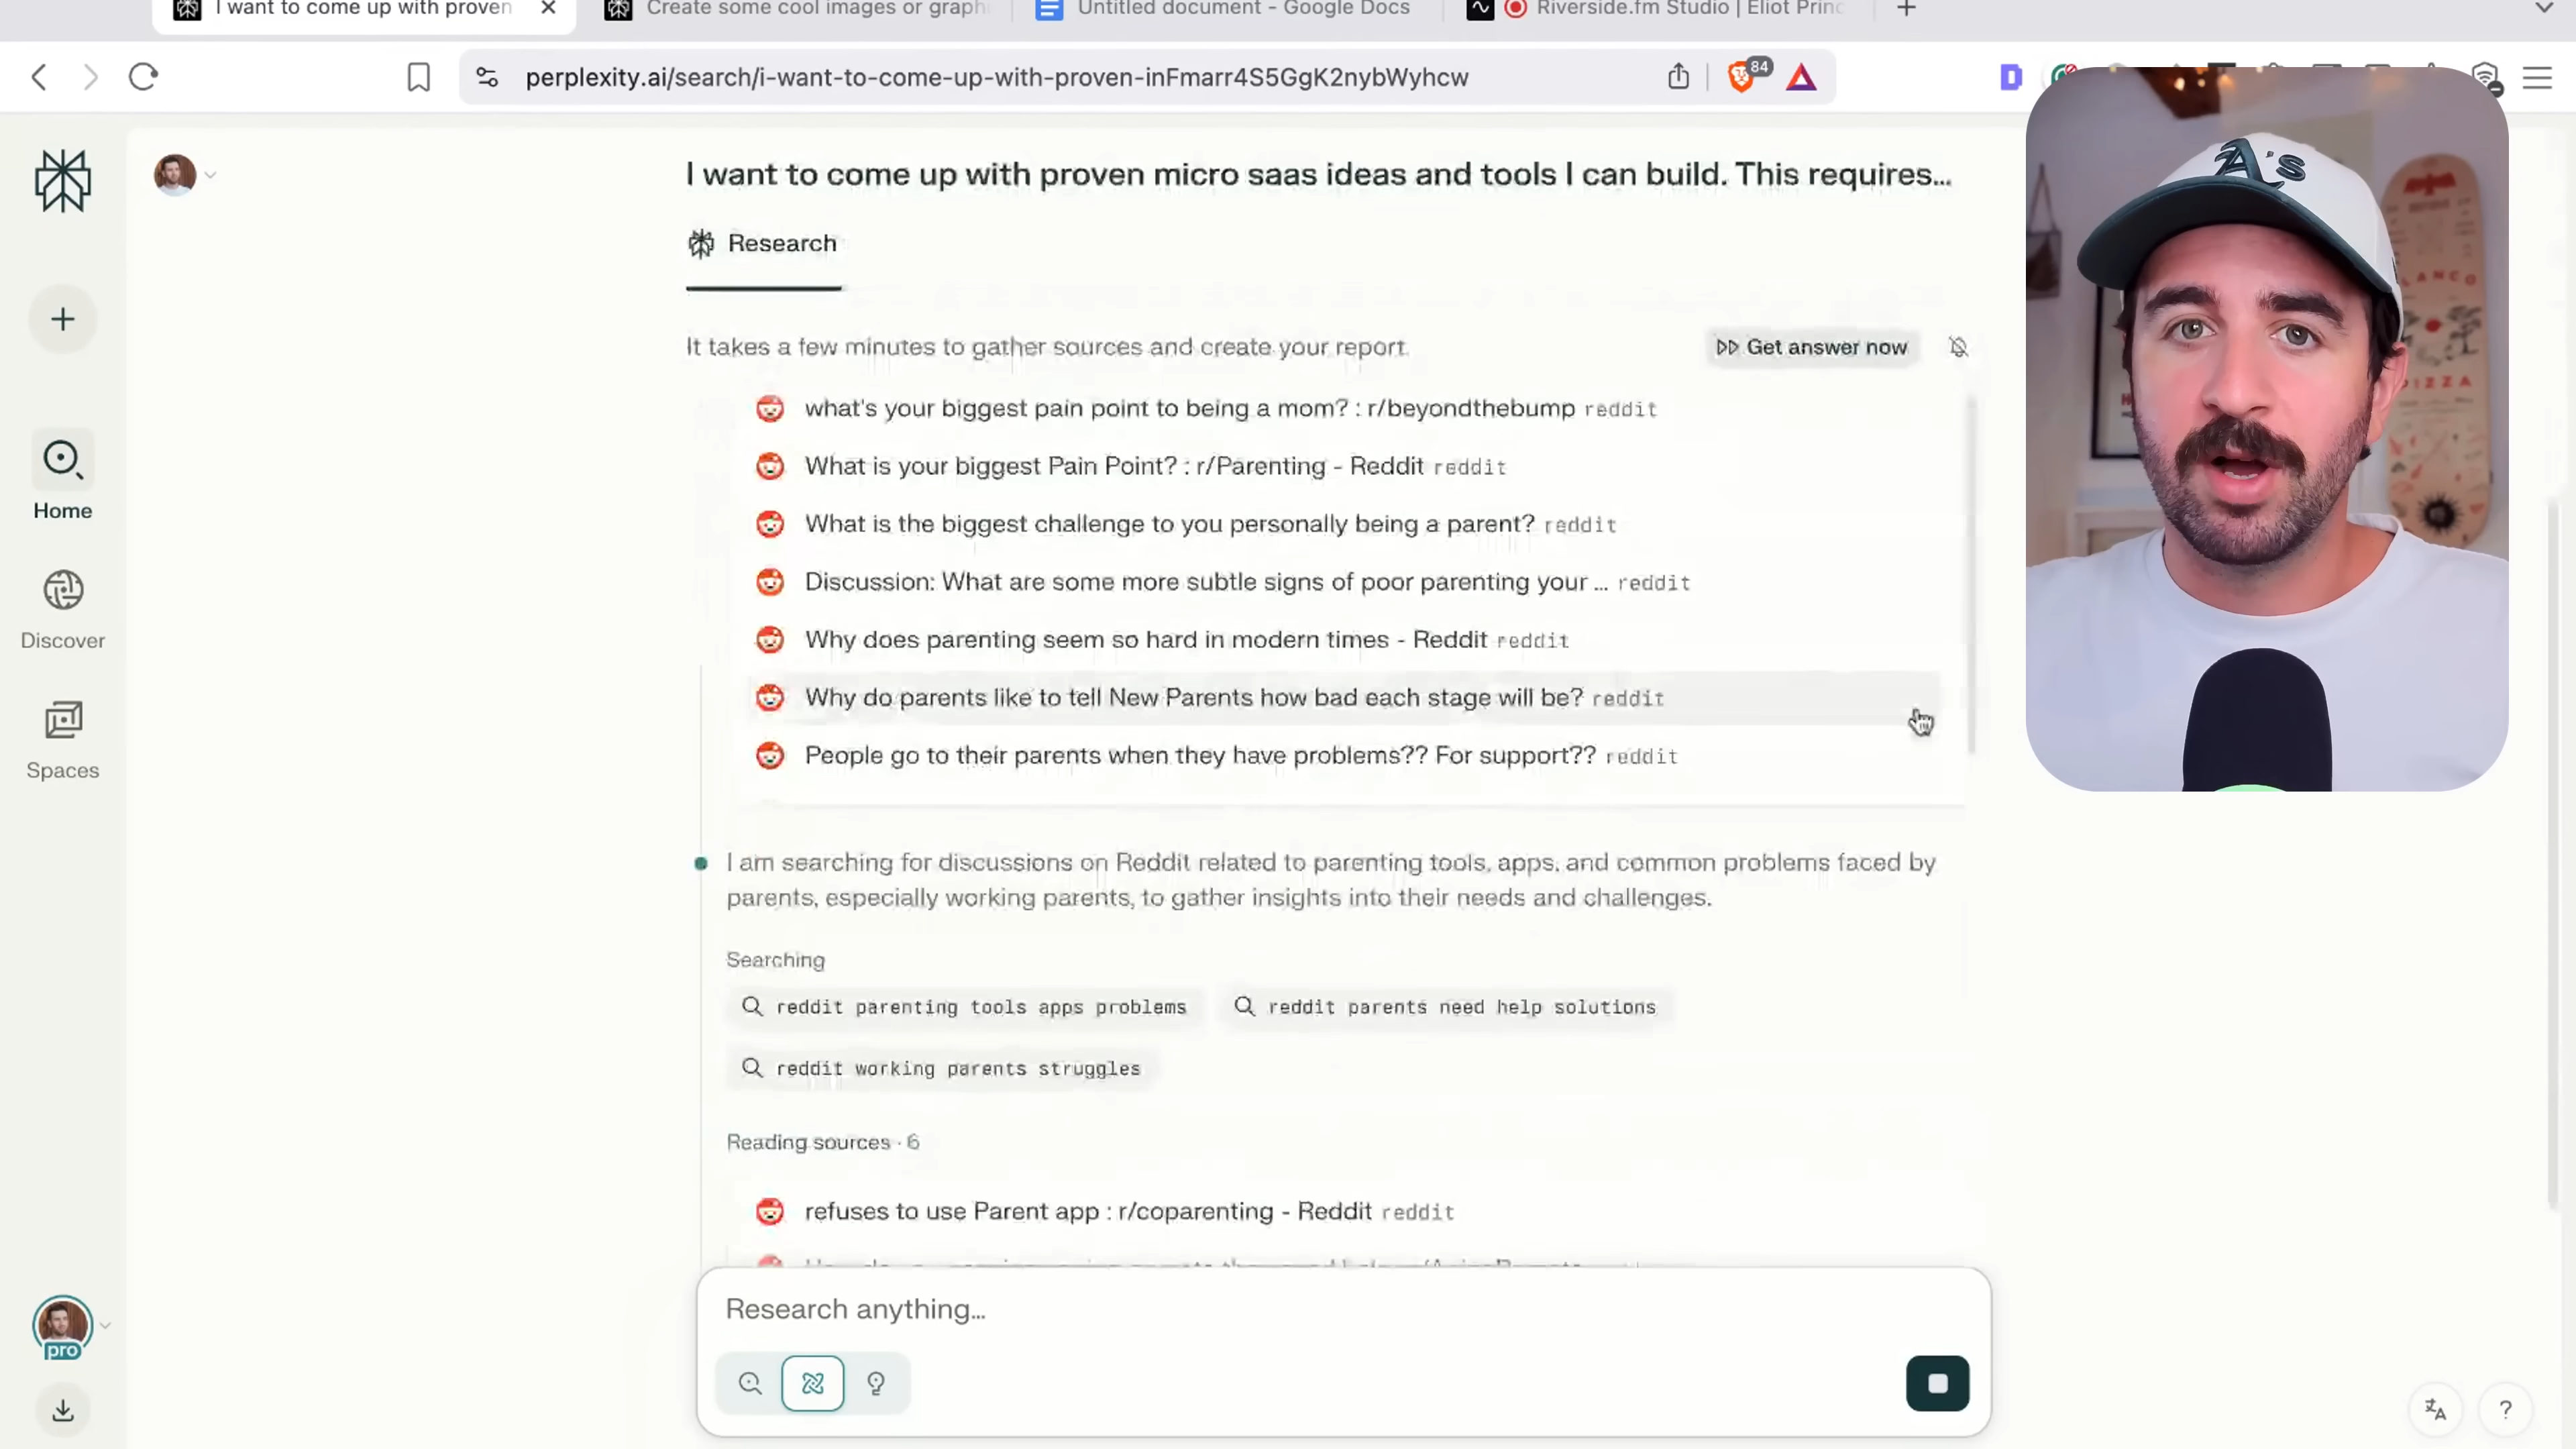 I want to come up with proven
Create some cool images or graphi
Untitled document - Google Docs
Riverside.fm Studio | Eliot Princ
perplexity.ai/search/i-want-to-come-up-with-proven-inFmarr4S5GgK2nybWyhcw
84
D
I want to come up with proven micro saas ideas and tools I can build. This requires...
Research
It takes a few minutes to gather sources and create your report.
Get answer now
what's your biggest pain point to being a mom? : r/beyondthebump reddit
What is your biggest Pain Point? : r/Parenting - Reddit reddit
What is the biggest challenge to you personally being a parent? reddit
Discussion: What are some more subtle signs of poor parenting your ... reddit
Why does parenting seem so hard in modern times - Reddit reddit
Why do parents like to tell New Parents how bad each stage will be? reddit
People go to their parents when they have problems?? For support?? reddit
I am searching for discussions on Reddit related to parenting tools, apps, and common problems faced by
parents, especially working parents, to gather insights into their needs and challenges.
Searching
reddit parenting tools apps problems
reddit parents need help solutions
reddit working parents struggles
Reading sources · 6
refuses to use Parent app : r/coparenting - Reddit reddit
Research anything...
Home
Discover
Spaces
pro
?
A's
PIZZA